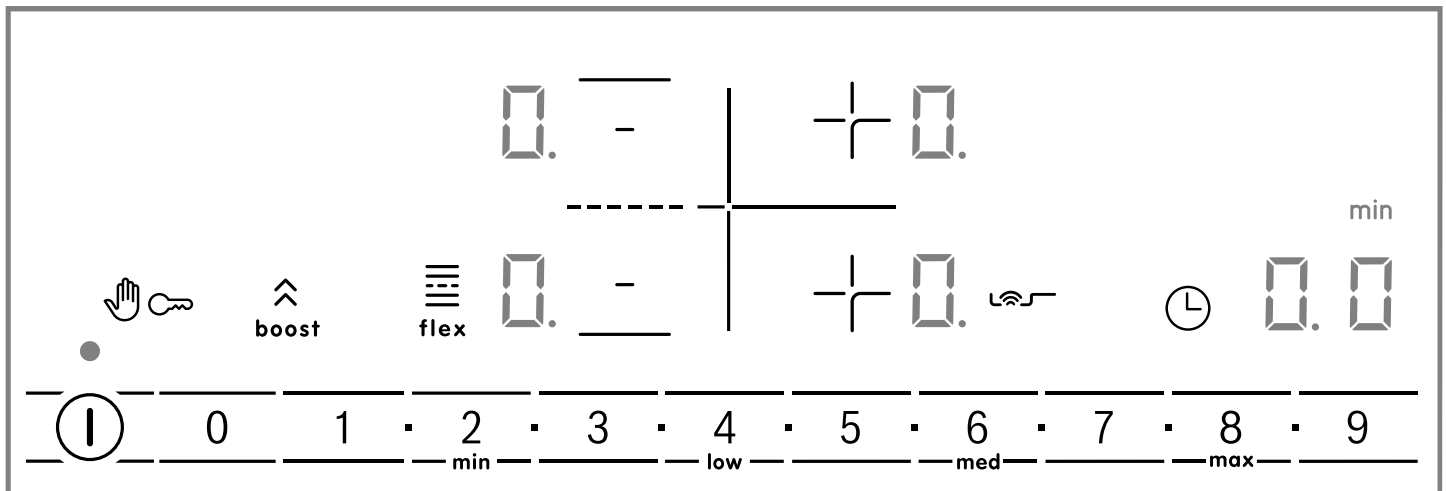 0. - 0.
min
0. - 0. 0. 0
boost flex
0 1 · 2 · 3 · 4 · 5 · 6 · 7 · 8 · 9
min low med max